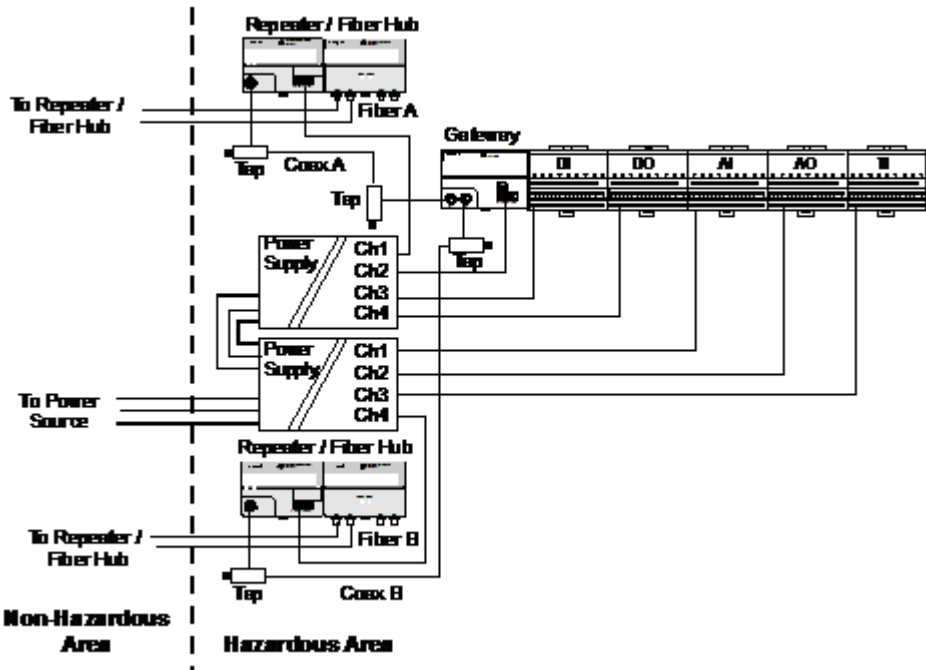 Repeater / Fiber Hub
To Repeater /
Fiber Hub
Fiber A
Tap
Coax A
Gateway
DI
DO
AI
AO
TI
Tap
Tap
Power
Supply
Ch1
Ch2
Ch3
Ch4
Power
Supply
Ch1
Ch2
Ch3
Ch4
To Power
Source
Repeater / Fiber Hub
To Repeater /
Fiber Hub
Fiber B
Tap
Coax B
Non-Hazardous
Area
Hazardous Area